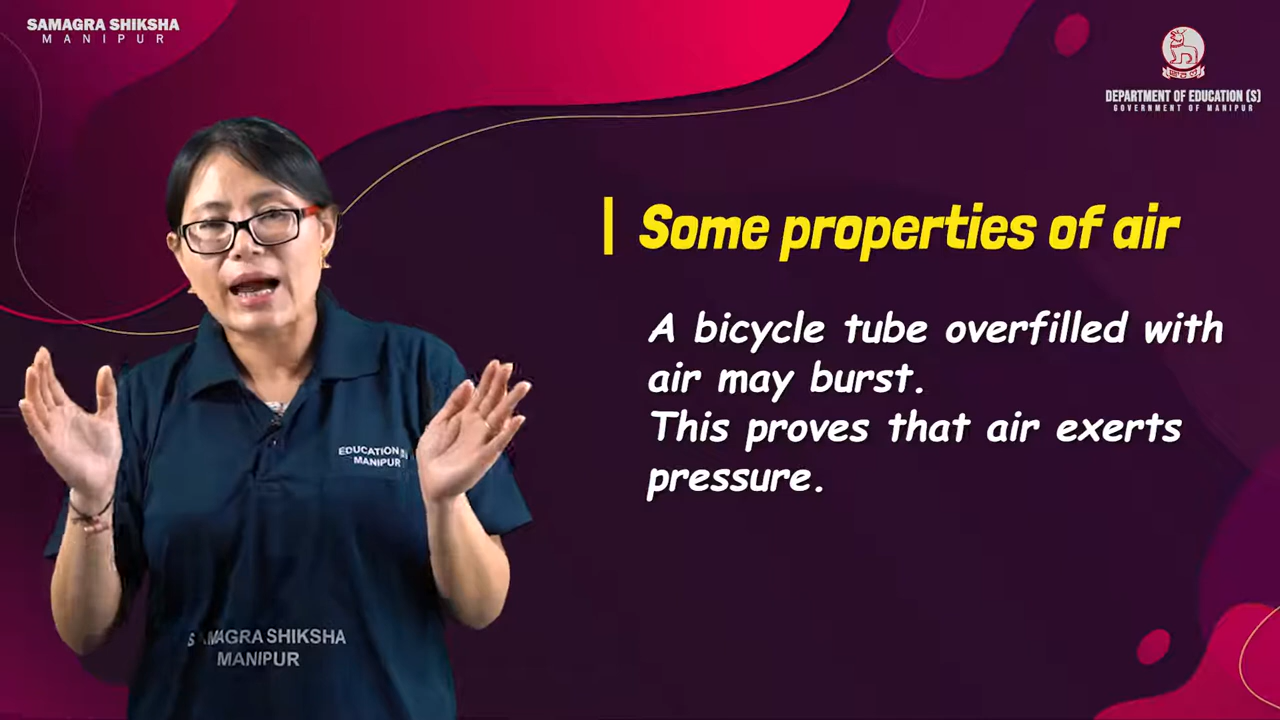 SAMAGRA SHIKSHA
MANIPUR
DEPARTMENT OF EDUCATION (S)
GOVERNMENT OF MANIPUR
Some properties of air
A bicycle tube overfilled with
air may burst.
This proves that air exerts
pressure.
EDUCATION
MANIPUR
SAMAGRA SHIKSHA
MANIPUR